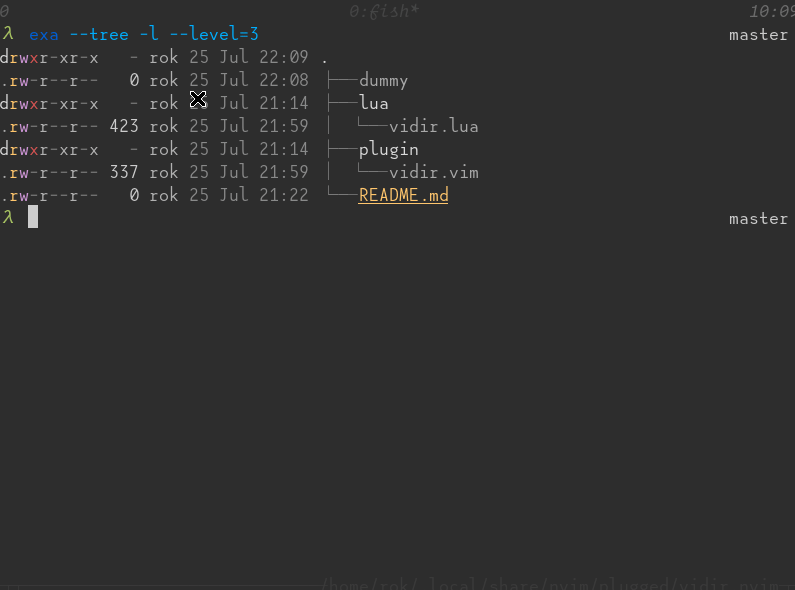 0 0:fish* 10:09
λ exa --tree -l --level=3 master
drwxr-xr-x - rok 25 Jul 22:09 .
.rw-r--r-- 0 rok 25 Jul 22:08 ├──dummy
drwxr-xr-x - rok 25 Jul 21:14 ├──lua
.rw-r--r-- 423 rok 25 Jul 21:59 │ └──vidir.lua
drwxr-xr-x - rok 25 Jul 21:14 ├──plugin
.rw-r--r-- 337 rok 25 Jul 21:59 │ └──vidir.vim
.rw-r--r-- 0 rok 25 Jul 21:22 └──README.md
λ master
/home/rok/.local/share/nvim/plugged/vidir.nvim